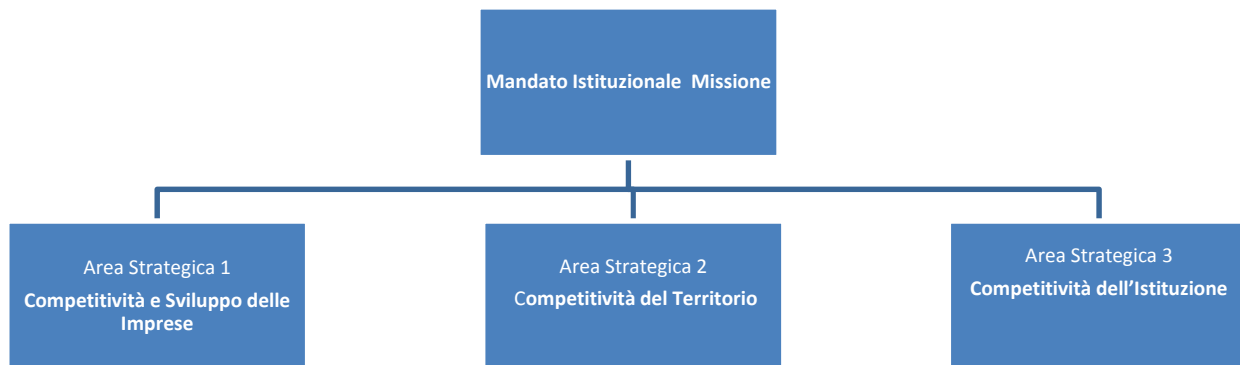 Mandato Istituzionale Missione
Area Strategica 1
Competitività e Sviluppo delle
Imprese
Area Strategica 2
Competitività del Territorio
Area Strategica 3
Competitività dell’Istituzione